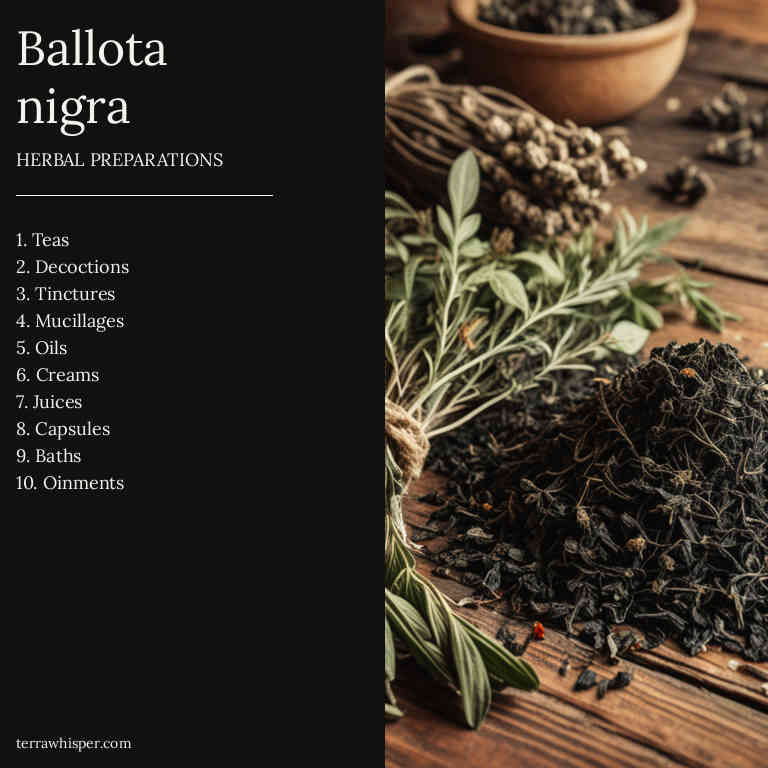 Ballota
nigra
HERBAL PREPARATIONS
1. Teas
2. Decoctions
3. Tinctures
4. Mucillages
5. Oils
6. Creams
7. Juices
8. Capsules
9. Baths
10. Oinments
terrawhisper.com